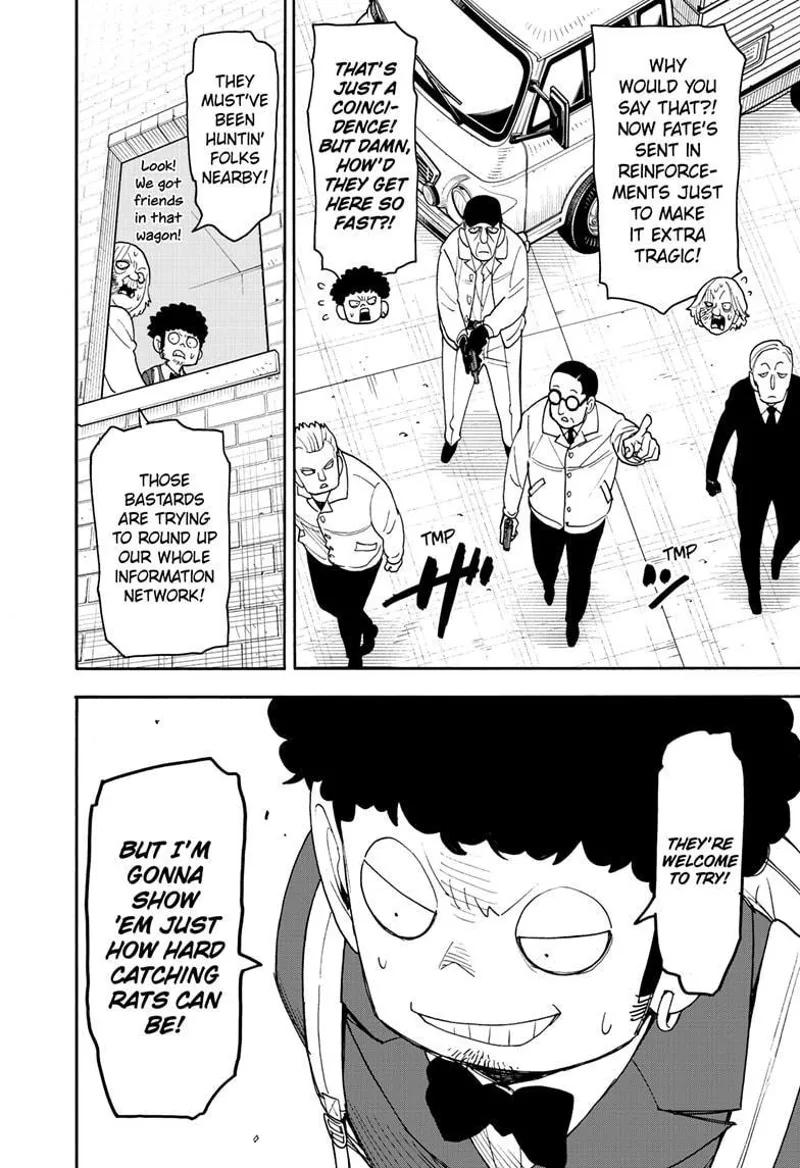 WHY
WOULD YOU
SAY THAT?!
NOW FATE'S
SENT IN
REINFORCE-
MENTS JUST
TO MAKE
IT EXTRA
TRAGIC!
THAT'S
JUST A
COINCI-
DENCE!
BUT DAMN,
HOW'D
THEY GET
HERE SO
FAST?!
TMP
TMP
THEY
MUST'VE
BEEN
HUNTIN'
FOLKS
NEARBY!
Look!
We got
friends
in that
wagon!
THOSE
BASTARDS
ARE TRYING
TO ROUND UP
OUR WHOLE
INFORMATION
NETWORK!
THEY'RE
WELCOME
TO TRY!
BUT I'M
GONNA
SHOW
'EM JUST
HOW HARD
CATCHING
RATS CAN
BE!